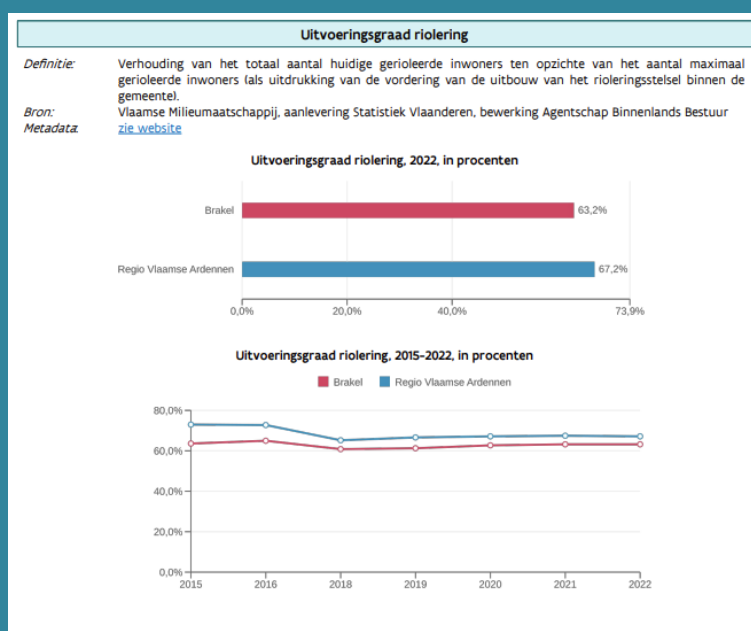 Uitvoeringsgraad riolering
Definitie: Verhouding van het totaal aantal huidige gerioleerde inwoners ten opzichte van het aantal maximaal
gerioleerde inwoners (als uitdrukking van de vordering van de uitbouw van het rioleringsstelsel binnen de
gemeente).
Bron: Vlaamse Milieumaatschappij, aanlevering Statistiek Vlaanderen, bewerking Agentschap Binnenlands Bestuur
Metadata: zie website
Uitvoeringsgraad riolering, 2022, in procenten
Brakel 63,2%
Regio Vlaamse Ardennen 67,2%
0,0% 20,0% 40,0% 73,9%
Uitvoeringsgraad riolering, 2015-2022, in procenten
Brakel Regio Vlaamse Ardennen
80,0%
60,0%
40,0%
20,0%
0,0%
2015 2016 2018 2019 2020 2021 2022